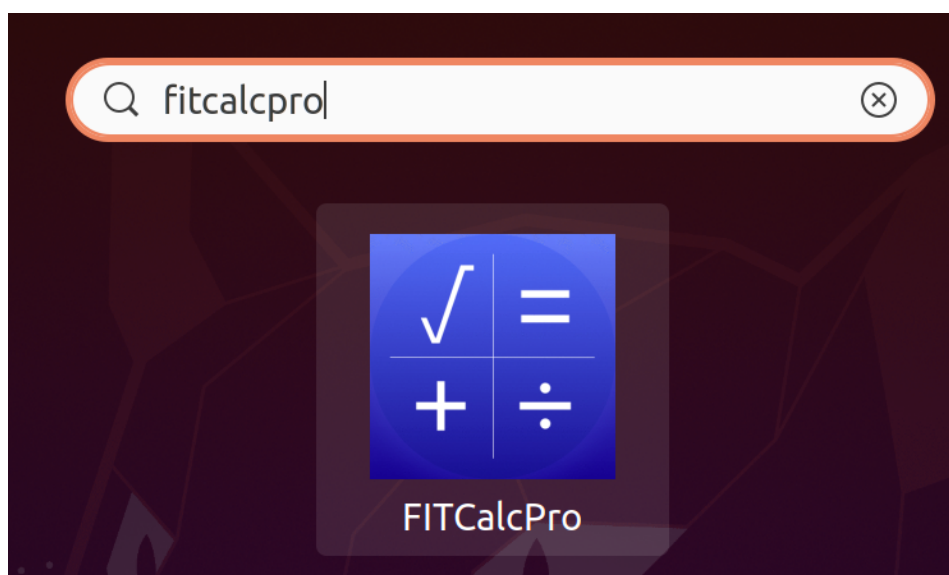 fitcalcpro
√ =
+ ÷
FITCalcPro